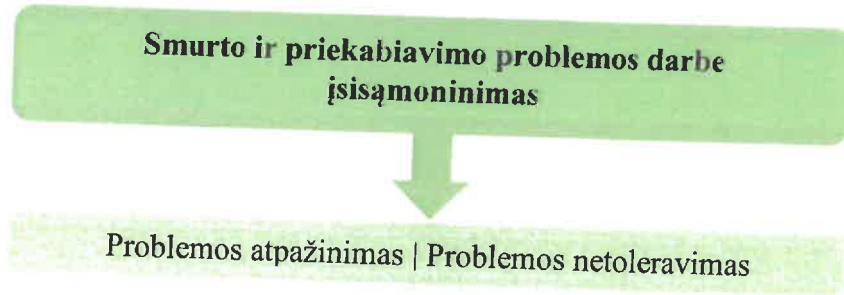 Smurto ir priekabiavimo problemos darbe
įsisąmoninimas
Problemos atpažinimas | Problemos netoleravimas